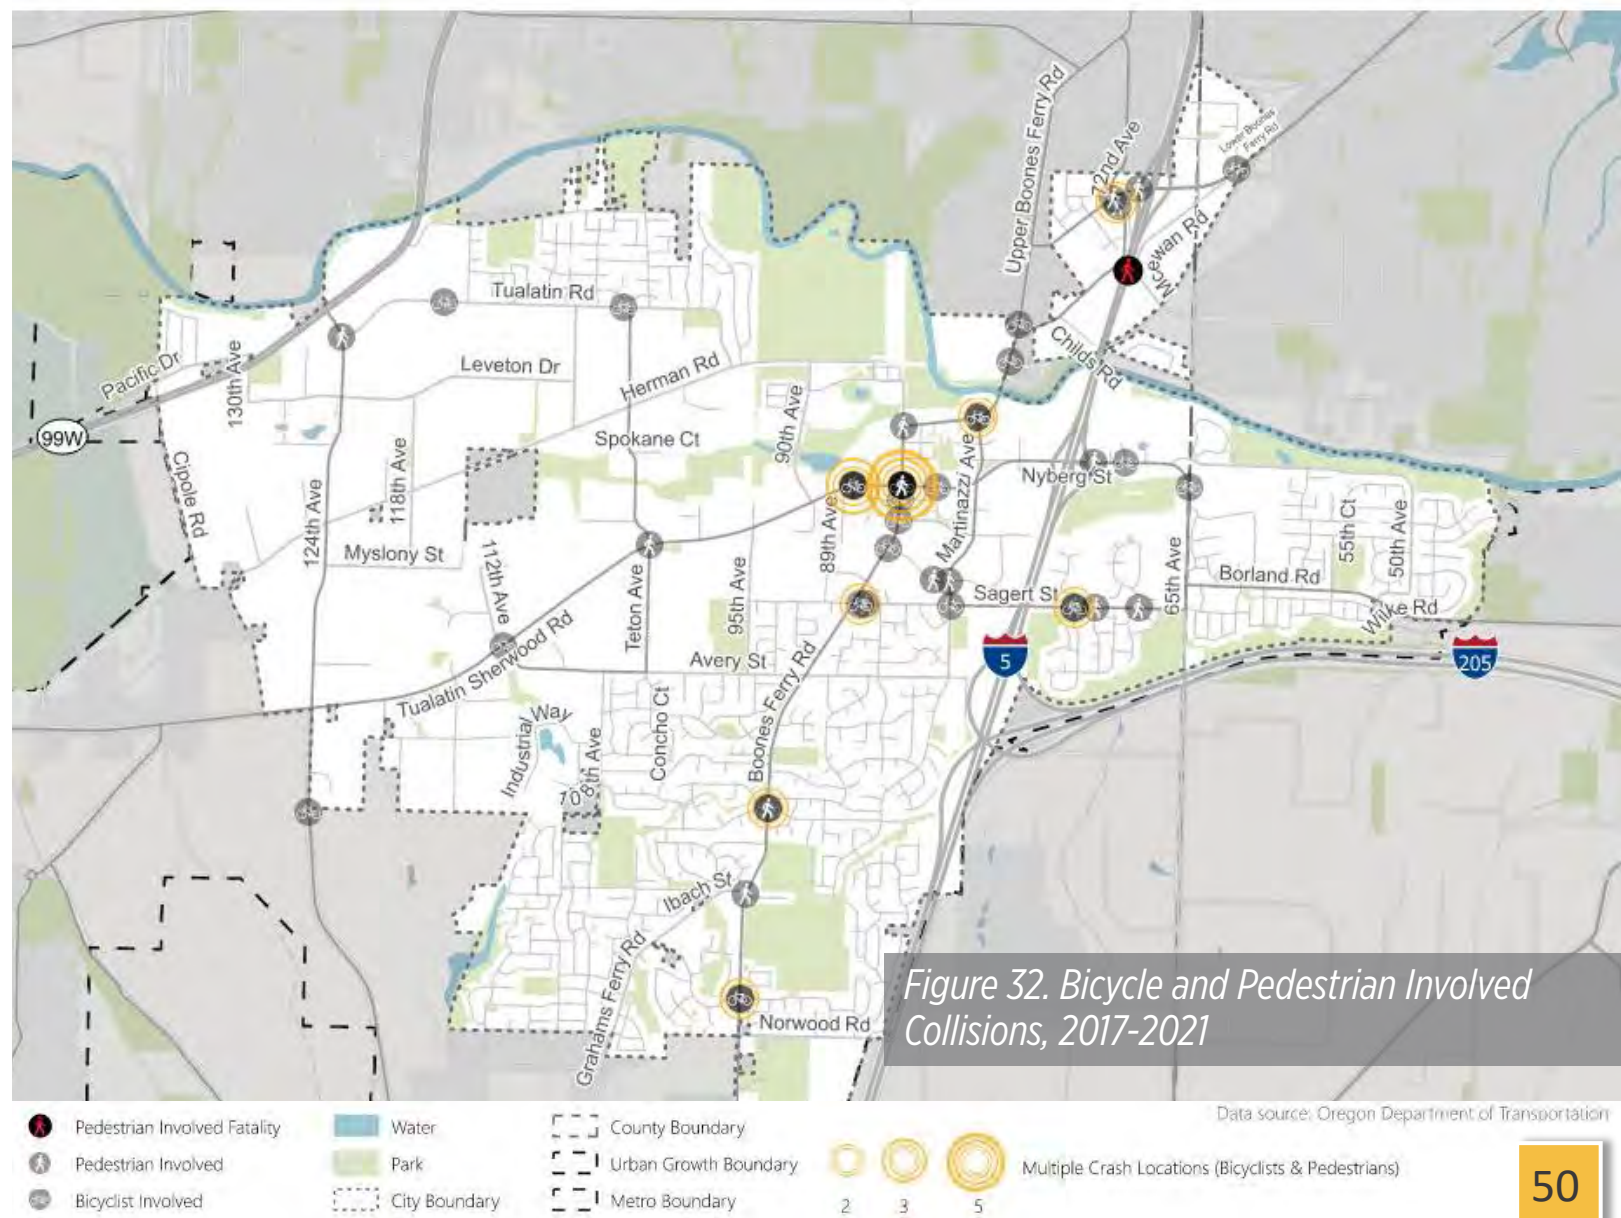 Upper Boones Ferry Rd
72nd Ave
Lower Boones
Ferry Rd
McEwan Rd
Tualatin Rd
Pacific Dr
130th Ave
Leveton Dr
Herman Rd
Childs Rd
99W
Cipole Rd
124th Ave
118th Ave
Spokane Ct
90th Ave
Martinazzi Ave
Nyberg St
89th Ave
55th Ct
50th Ave
Myslony St
112th Ave
Teton Ave
95th Ave
Sagert St
65th Ave
Borland Rd
Wilke Rd
5
205
Tualatin Sherwood Rd
Avery St
Boones Ferry Rd
Industrial Way
108th Ave
Concho Ct
Ibach St
Grahams Ferry Rd
Norwood Rd
Figure 32. Bicycle and Pedestrian Involved
Collisions, 2017-2021
Data source: Oregon Department of Transportation
Pedestrian Involved Fatality
Pedestrian Involved
Bicyclist Involved
Water
Park
City Boundary
County Boundary
Urban Growth Boundary
Metro Boundary
2
3
5
Multiple Crash Locations (Bicyclists & Pedestrians)
50